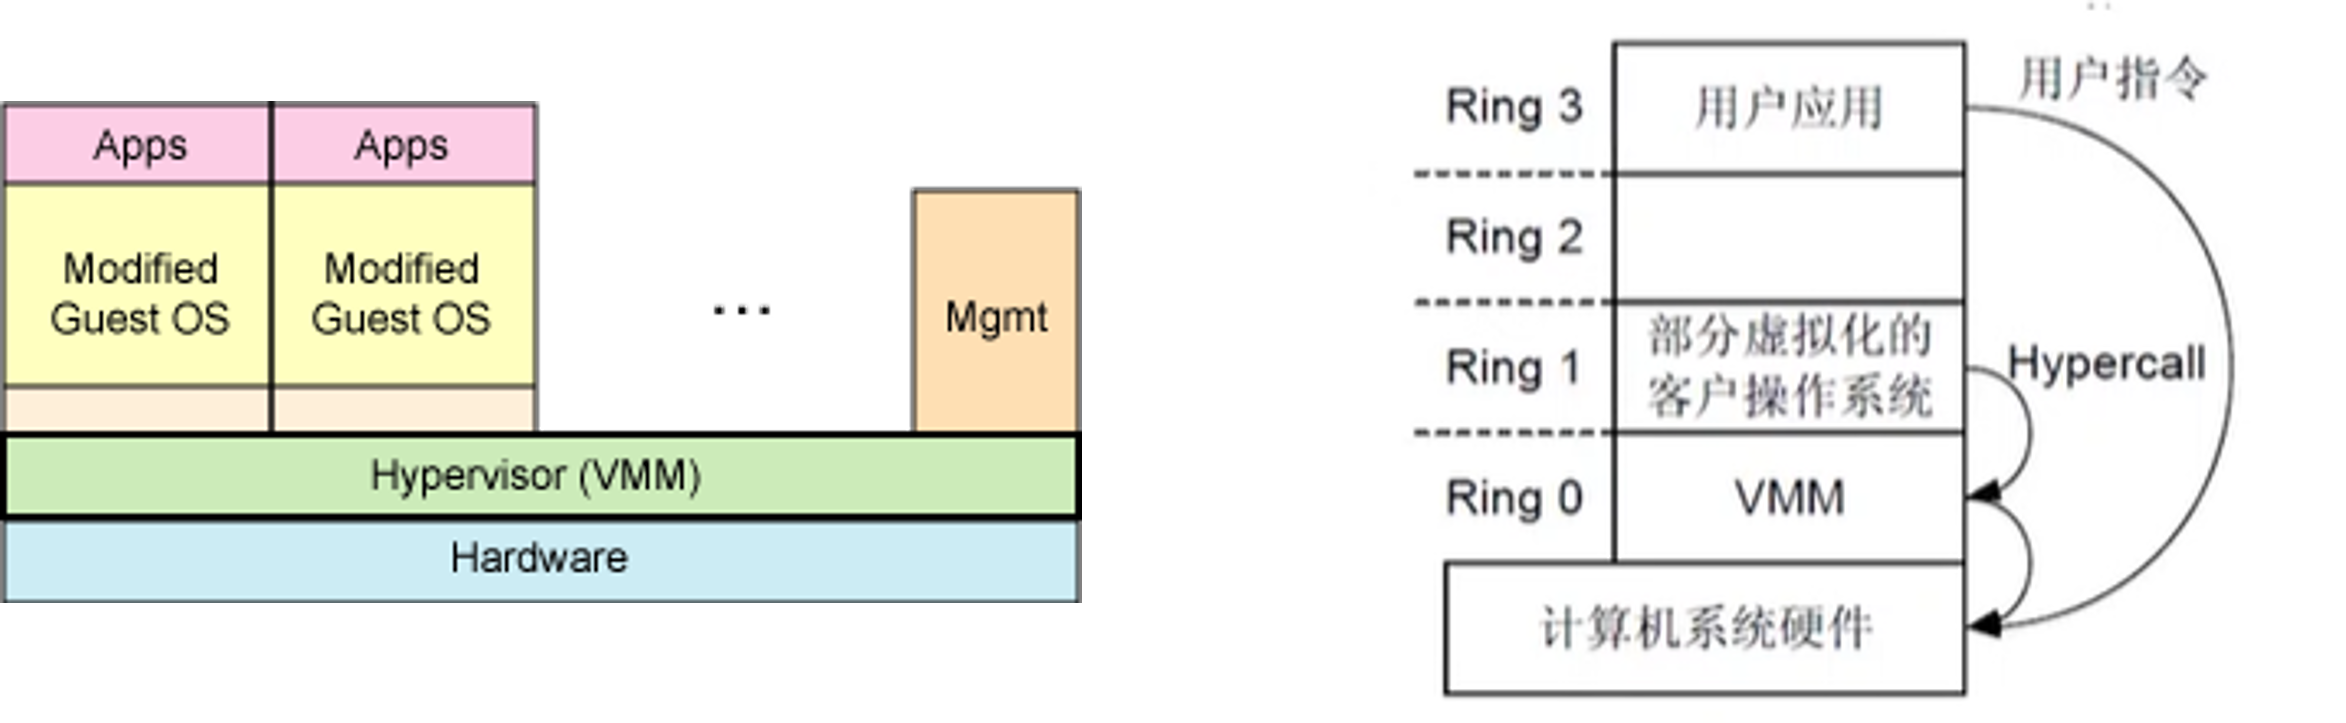 Apps
Apps
Modified
Guest OS
Modified
Guest OS
...
Mgmt
Hypervisor (VMM)
Hardware
Ring 3
用户应用
用户指令
Ring 2
Ring 1
部分虚拟化的
客户操作系统
Hypercall
Ring 0
VMM
计算机系统硬件